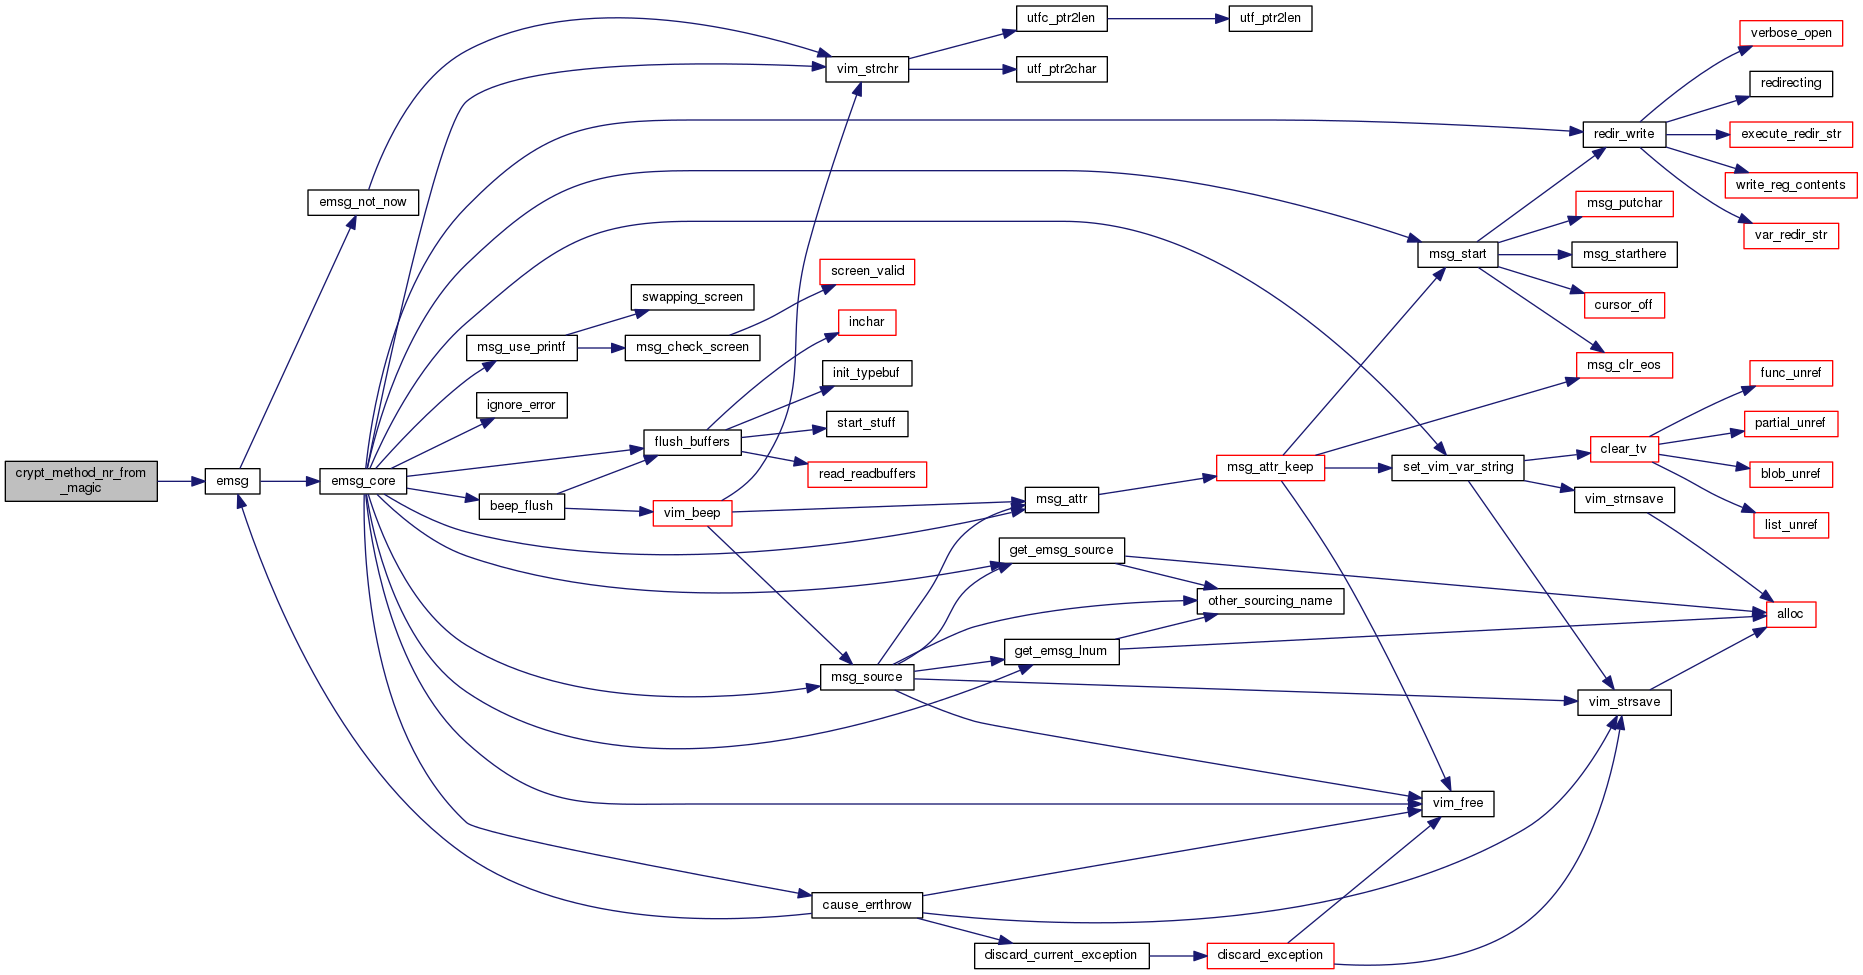 crypt_method_nr_from
_magic
emsg
emsg_not_now
emsg_core
msg_use_printf
ignore_error
beep_flush
swapping_screen
msg_check_screen
flush_buffers
vim_beep
vim_strchr
screen_valid
inchar
init_typebuf
start_stuff
read_readbuffers
msg_source
cause_errthrow
utfc_ptr2len
utf_ptr2char
msg_attr
get_emsg_source
get_emsg_lnum
discard_current_exception
utf_ptr2len
msg_attr_keep
other_sourcing_name
discard_exception
msg_start
set_vim_var_string
vim_free
redir_write
msg_putchar
msg_starthere
cursor_off
msg_clr_eos
clear_tv
vim_strnsave
vim_strsave
verbose_open
redirecting
execute_redir_str
write_reg_contents
var_redir_str
func_unref
partial_unref
blob_unref
list_unref
alloc